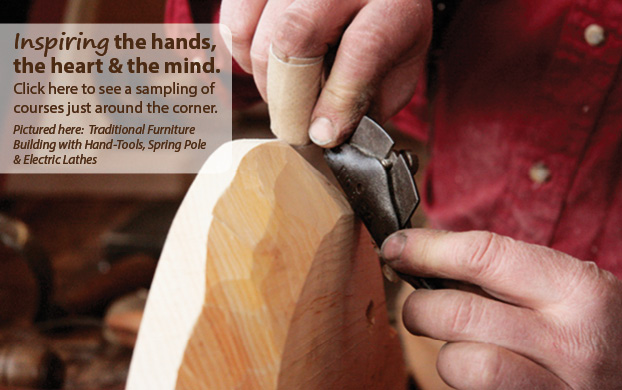 Inspiring the hands,
the heart & the mind.
Click here to see a sampling of
courses just around the corner.
Pictured here:  Traditional Furniture
Building with Hand-Tools, Spring Pole
& Electric Lathes